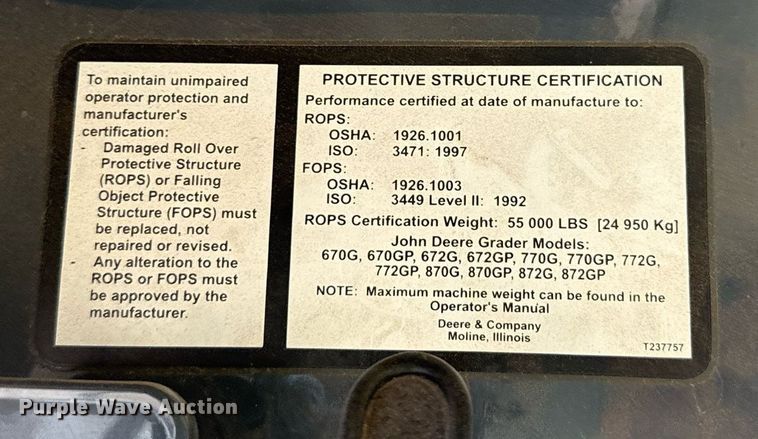 To maintain unimpaired
operator protection and
manufacturer's
certification:
- Damaged Roll Over
Protective Structure
(ROPS) or Falling
Object Protective
Structure (FOPS) must
be replaced, not
repaired or revised.
- Any alteration to the
ROPS or FOPS must
be approved by the
manufacturer.
PROTECTIVE STRUCTURE CERTIFICATION
Performance certified at date of manufacture to:
ROPS:
OSHA: 1926.1001
ISO: 3471: 1997
FOPS:
OSHA: 1926.1003
ISO: 3449 Level II: 1992
ROPS Certification Weight: 55 000 LBS [24 950 Kg]
John Deere Grader Models:
670G, 670GP, 672G, 672GP, 770G, 770GP, 772G,
772GP, 870G, 870GP, 872G, 872GP
NOTE: Maximum machine weight can be found in the
Operator's Manual
Deere & Company
Moline, Illinois
T237757
Purple Wave Auction